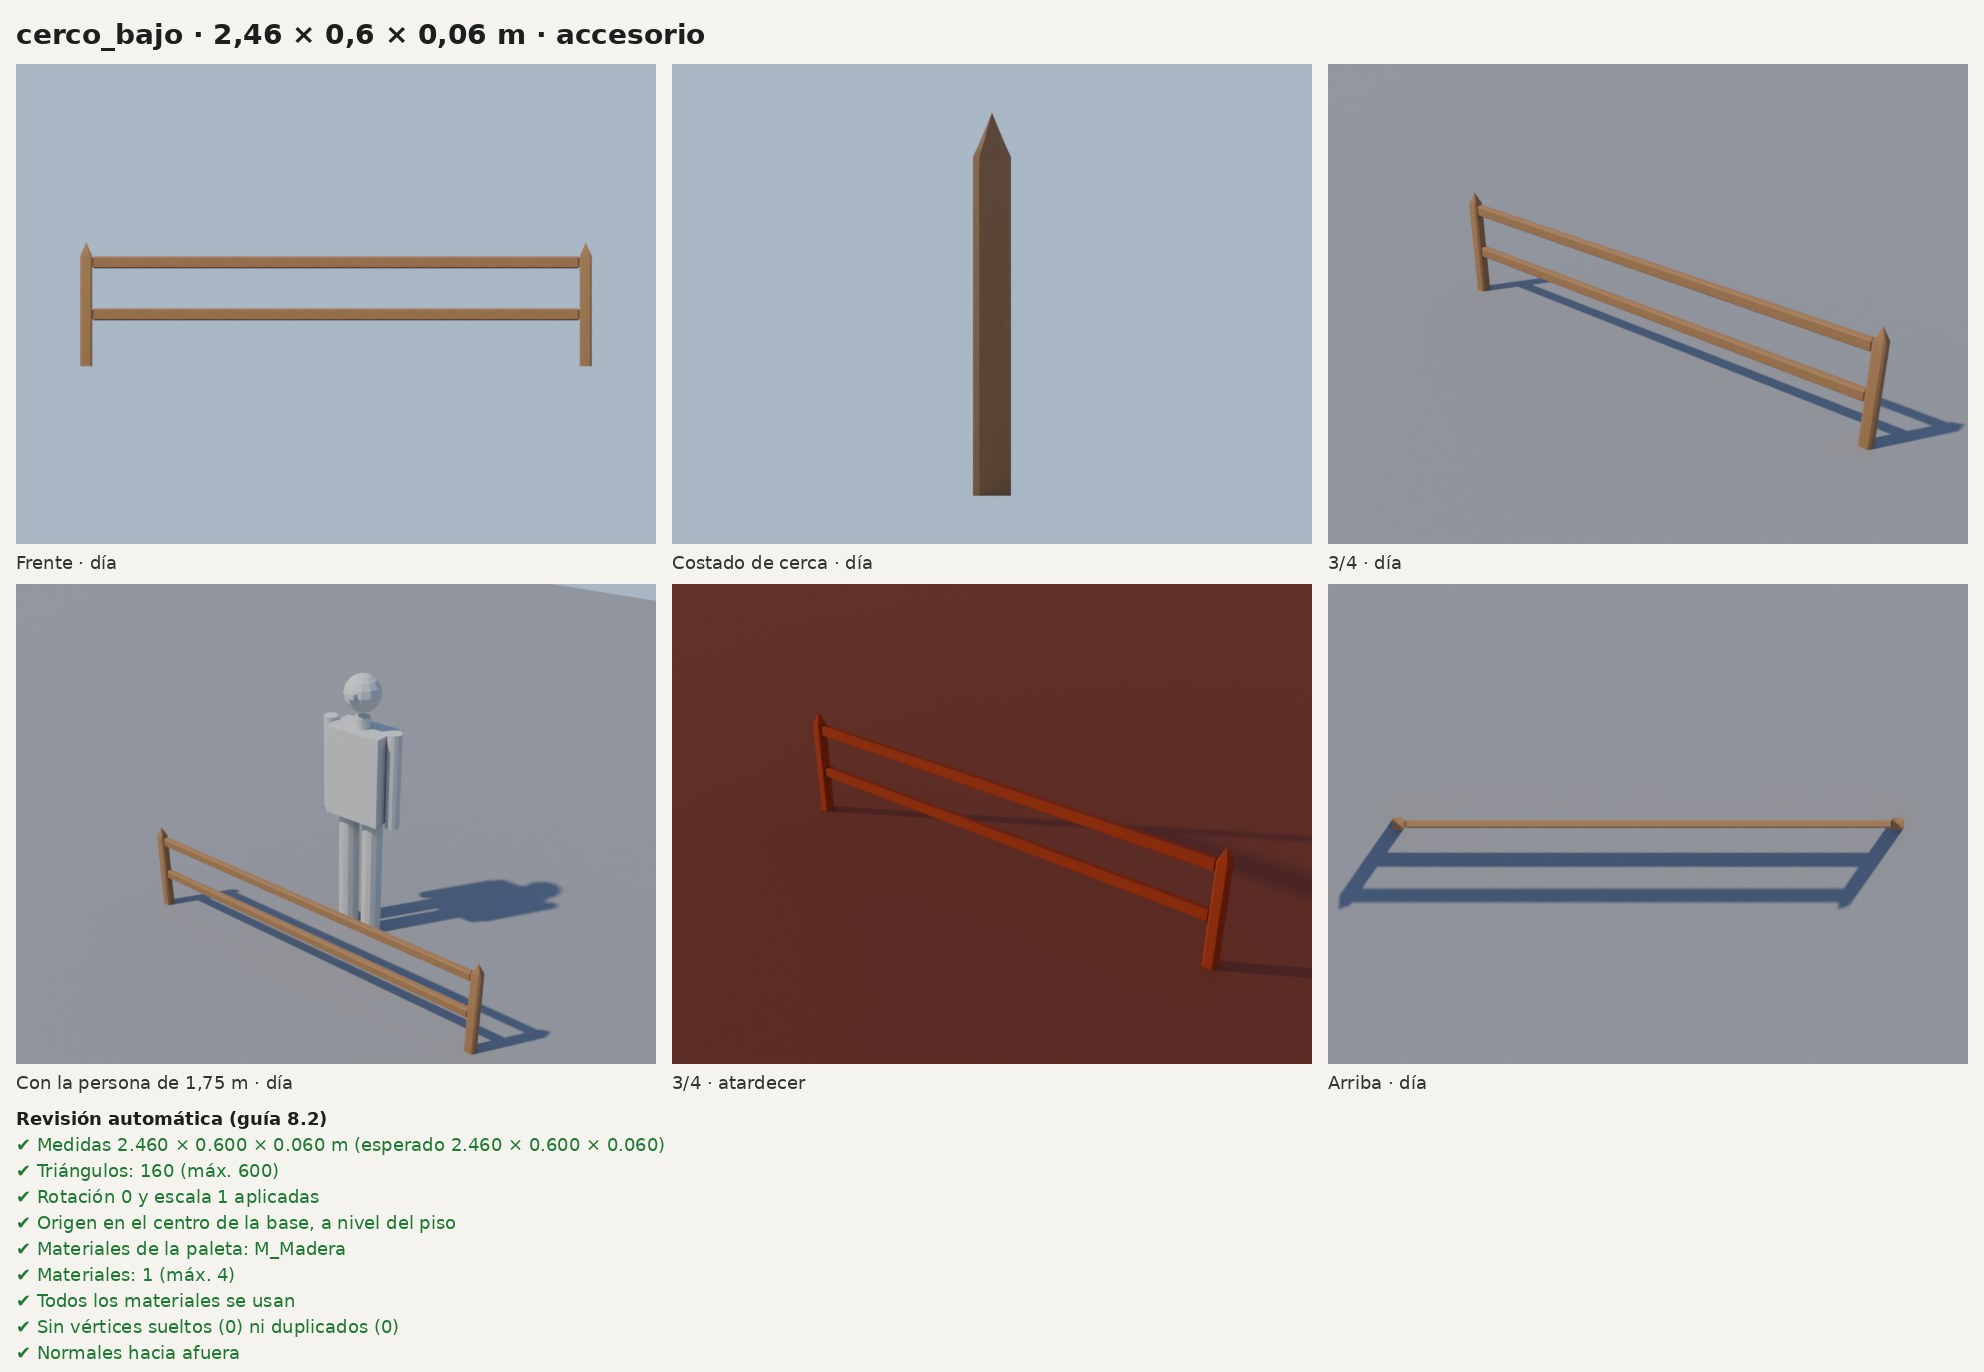 cerco_bajo · 2,46 × 0,6 × 0,06 m · accesorio
Frente · día
Costado de cerca · día
3/4 · día
Con la persona de 1,75 m · día
3/4 · atardecer
Arriba · día
Revisión automática (guía 8.2)
✔ Medidas 2.460 × 0.600 × 0.060 m (esperado 2.460 × 0.600 × 0.060)
✔ Triángulos: 160 (máx. 600)
✔ Rotación 0 y escala 1 aplicadas
✔ Origen en el centro de la base, a nivel del piso
✔ Materiales de la paleta: M_Madera
✔ Materiales: 1 (máx. 4)
✔ Todos los materiales se usan
✔ Sin vértices sueltos (0) ni duplicados (0)
✔ Normales hacia afuera